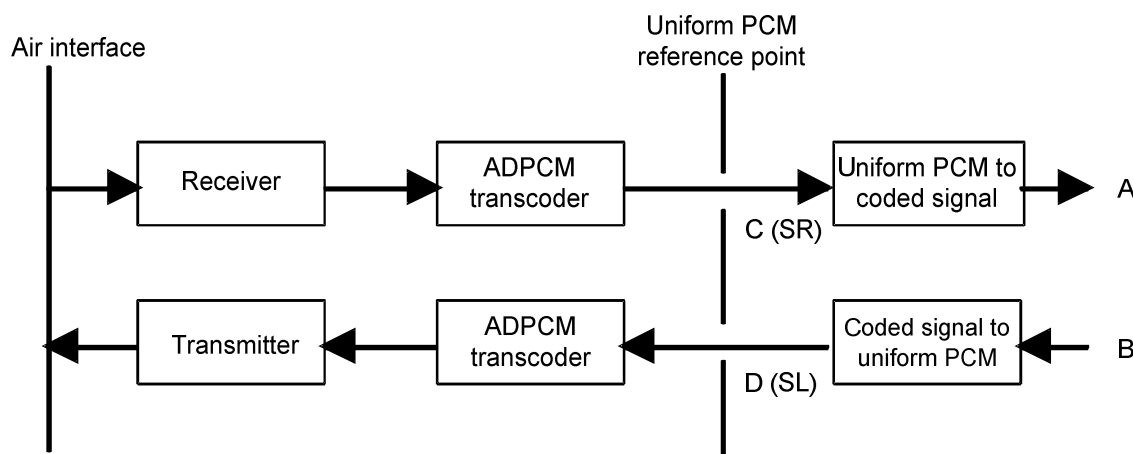 Air interface
Uniform PCM
reference point
Receiver
ADPCM
transcoder
Uniform PCM to
coded signal
A
C (SR)
Transmitter
ADPCM
transcoder
Coded signal to
uniform PCM
B
D (SL)